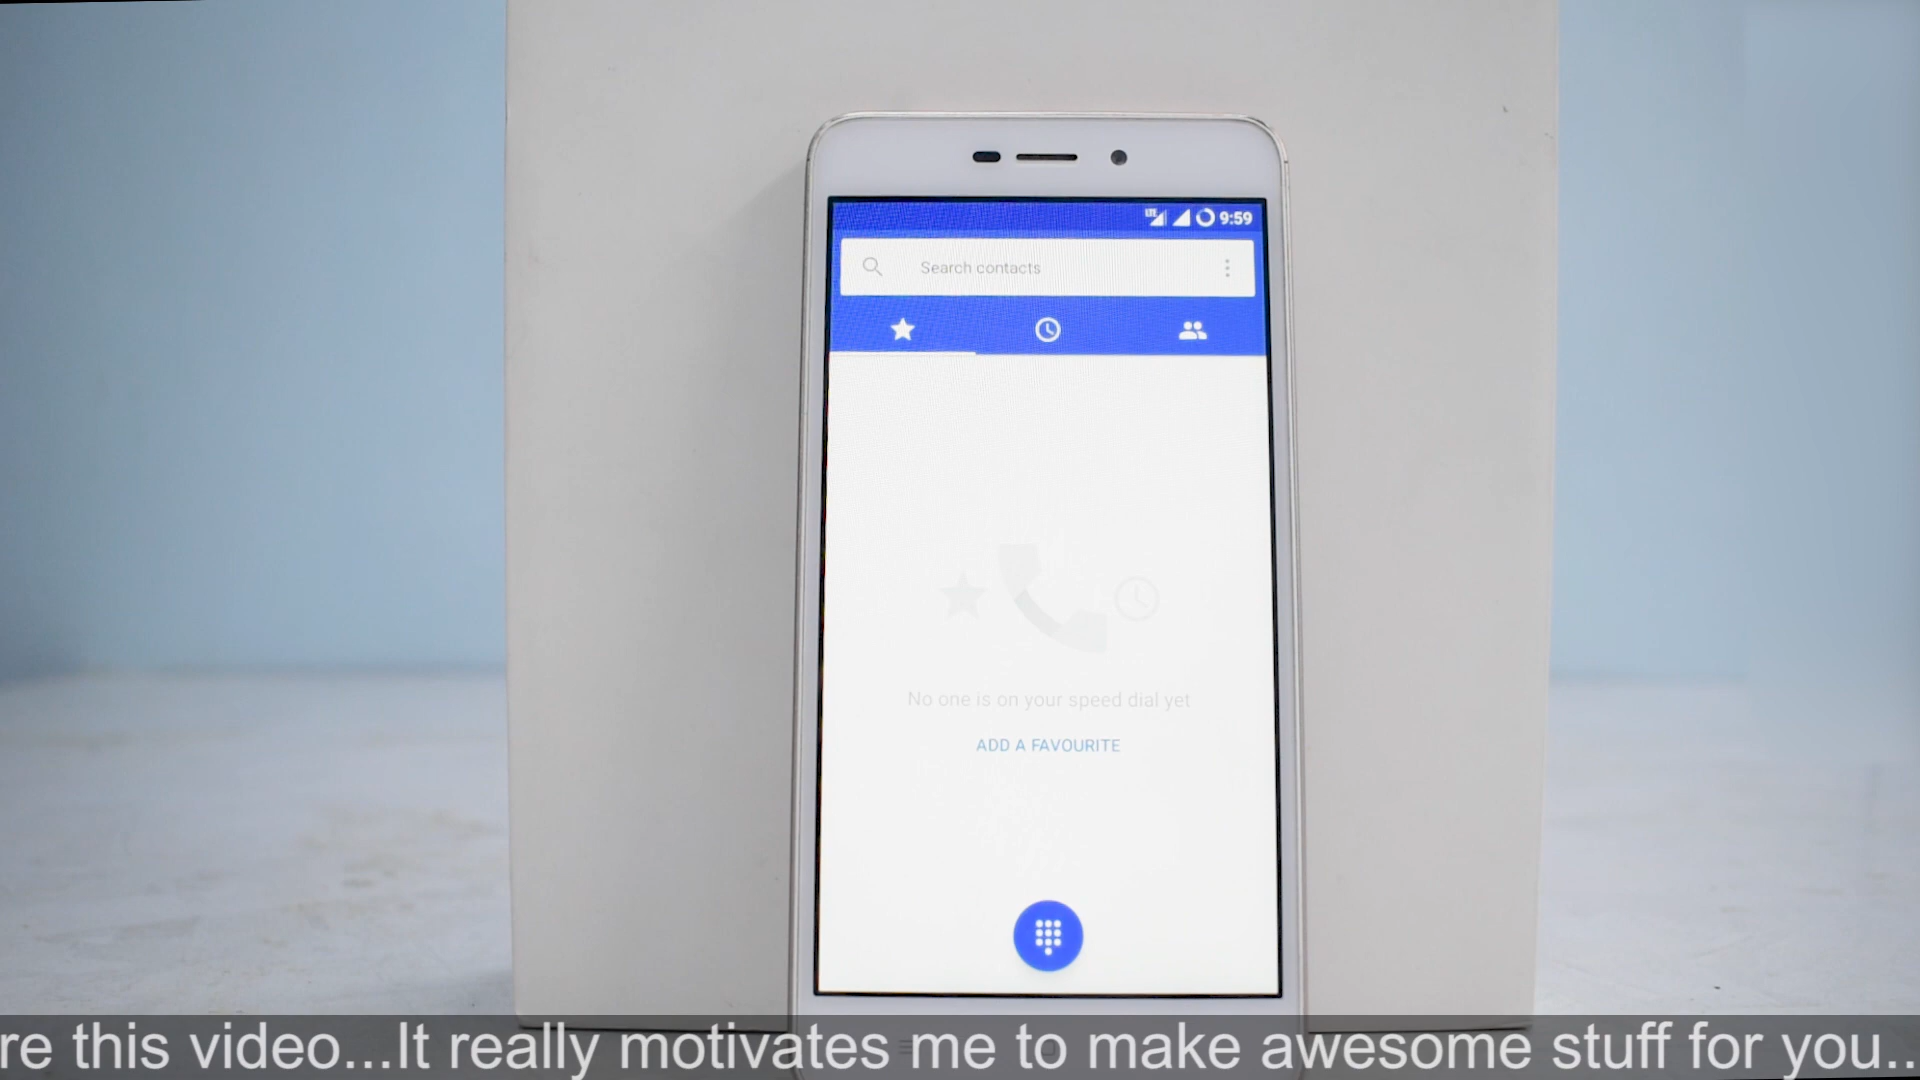 LTE 9:59
Search contacts
No one is on your speed dial yet
ADD A FAVOURITE
re this video...It really motivates me to make awesome stuff for you..